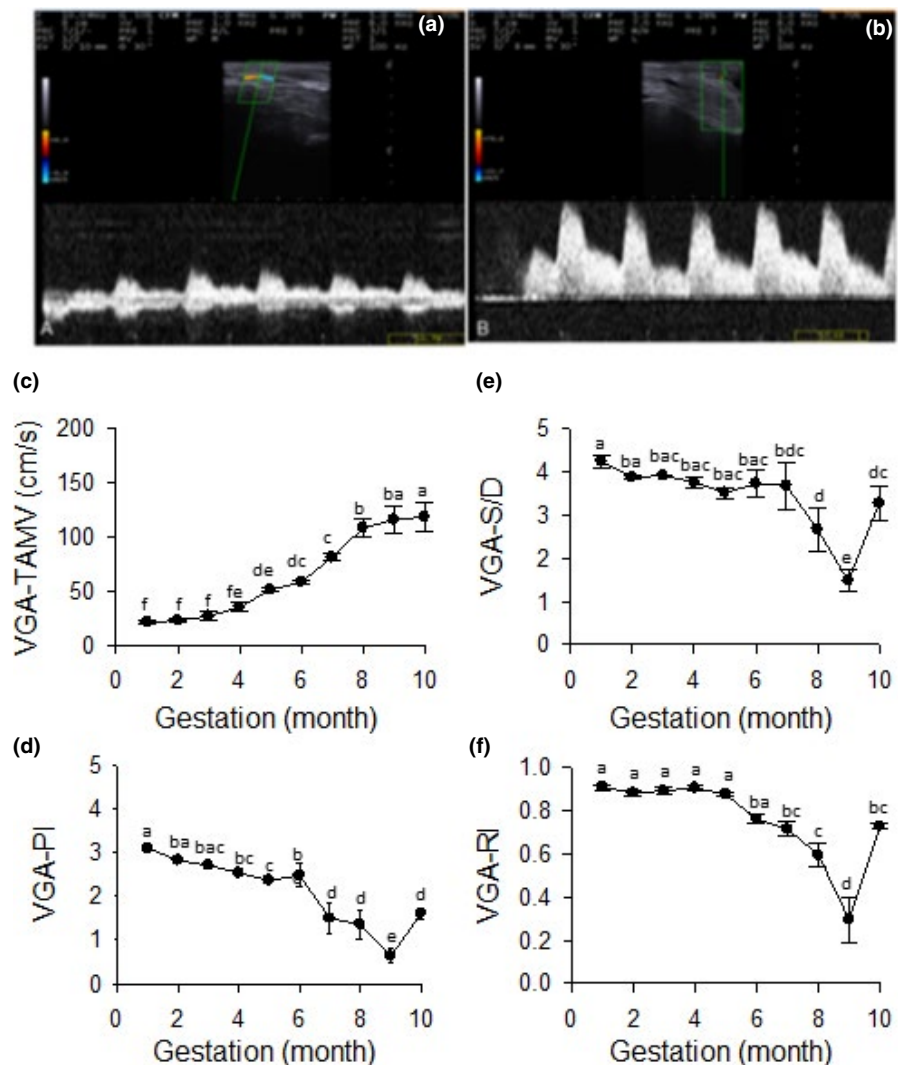 (a)
(b)
A
B
(c)
VGA-TAMV (cm/s)
200
150
100
50
0
f f f fe de dc c b ba a
0 2 4 6 8 10
Gestation (month)
(e)
VGA-S/D
5
4
3
2
1
0
a ba bac bac bac bac bdc d e dc
0 2 4 6 8 10
Gestation (month)
(d)
VGA-PI
5
4
3
2
1
0
a ba bac bc c b d d e d
0 2 4 6 8 10
Gestation (month)
(f)
VGA-RI
1.0
0.8
0.6
0.4
0.2
0.0
a a a a a ba bc c d bc
0 2 4 6 8 10
Gestation (month)